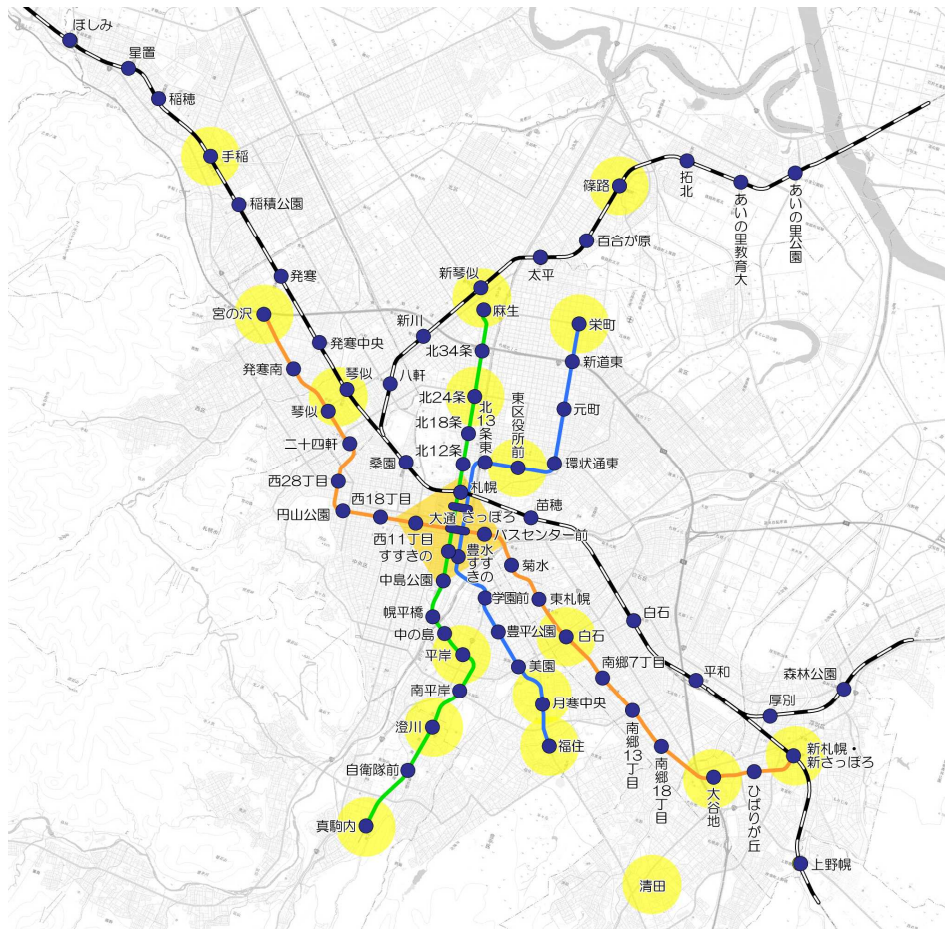 ほしみ
星置
稲穂
手稲
稲積公園
発寒
宮の沢
発寒中央
発寒南
琴似
琴似
二十四軒
西28丁目
円山公園
西18丁目
西11丁目
大通
さっぽろ
バスセンター前
新琴似
麻生
新川
八軒
北34条
北24条
北18条
北12条
北13条東
東区役所前
環状通東
元町
新道東
栄町
桑園
札幌
苗穂
太平
百合が原
篠路
拓北
あいの里教育大
あいの里公園
すすきの
豊水すすきの
中島公園
幌平橋
中の島
平岸
南平岸
澄川
自衛隊前
真駒内
学園前
豊平公園
美園
月寒中央
福住
菊水
東札幌
白石
南郷7丁目
南郷13丁目
南郷18丁目
大谷地
ひばりが丘
新札幌・
新さっぽろ
白石
平和
厚別
森林公園
上野幌
清田